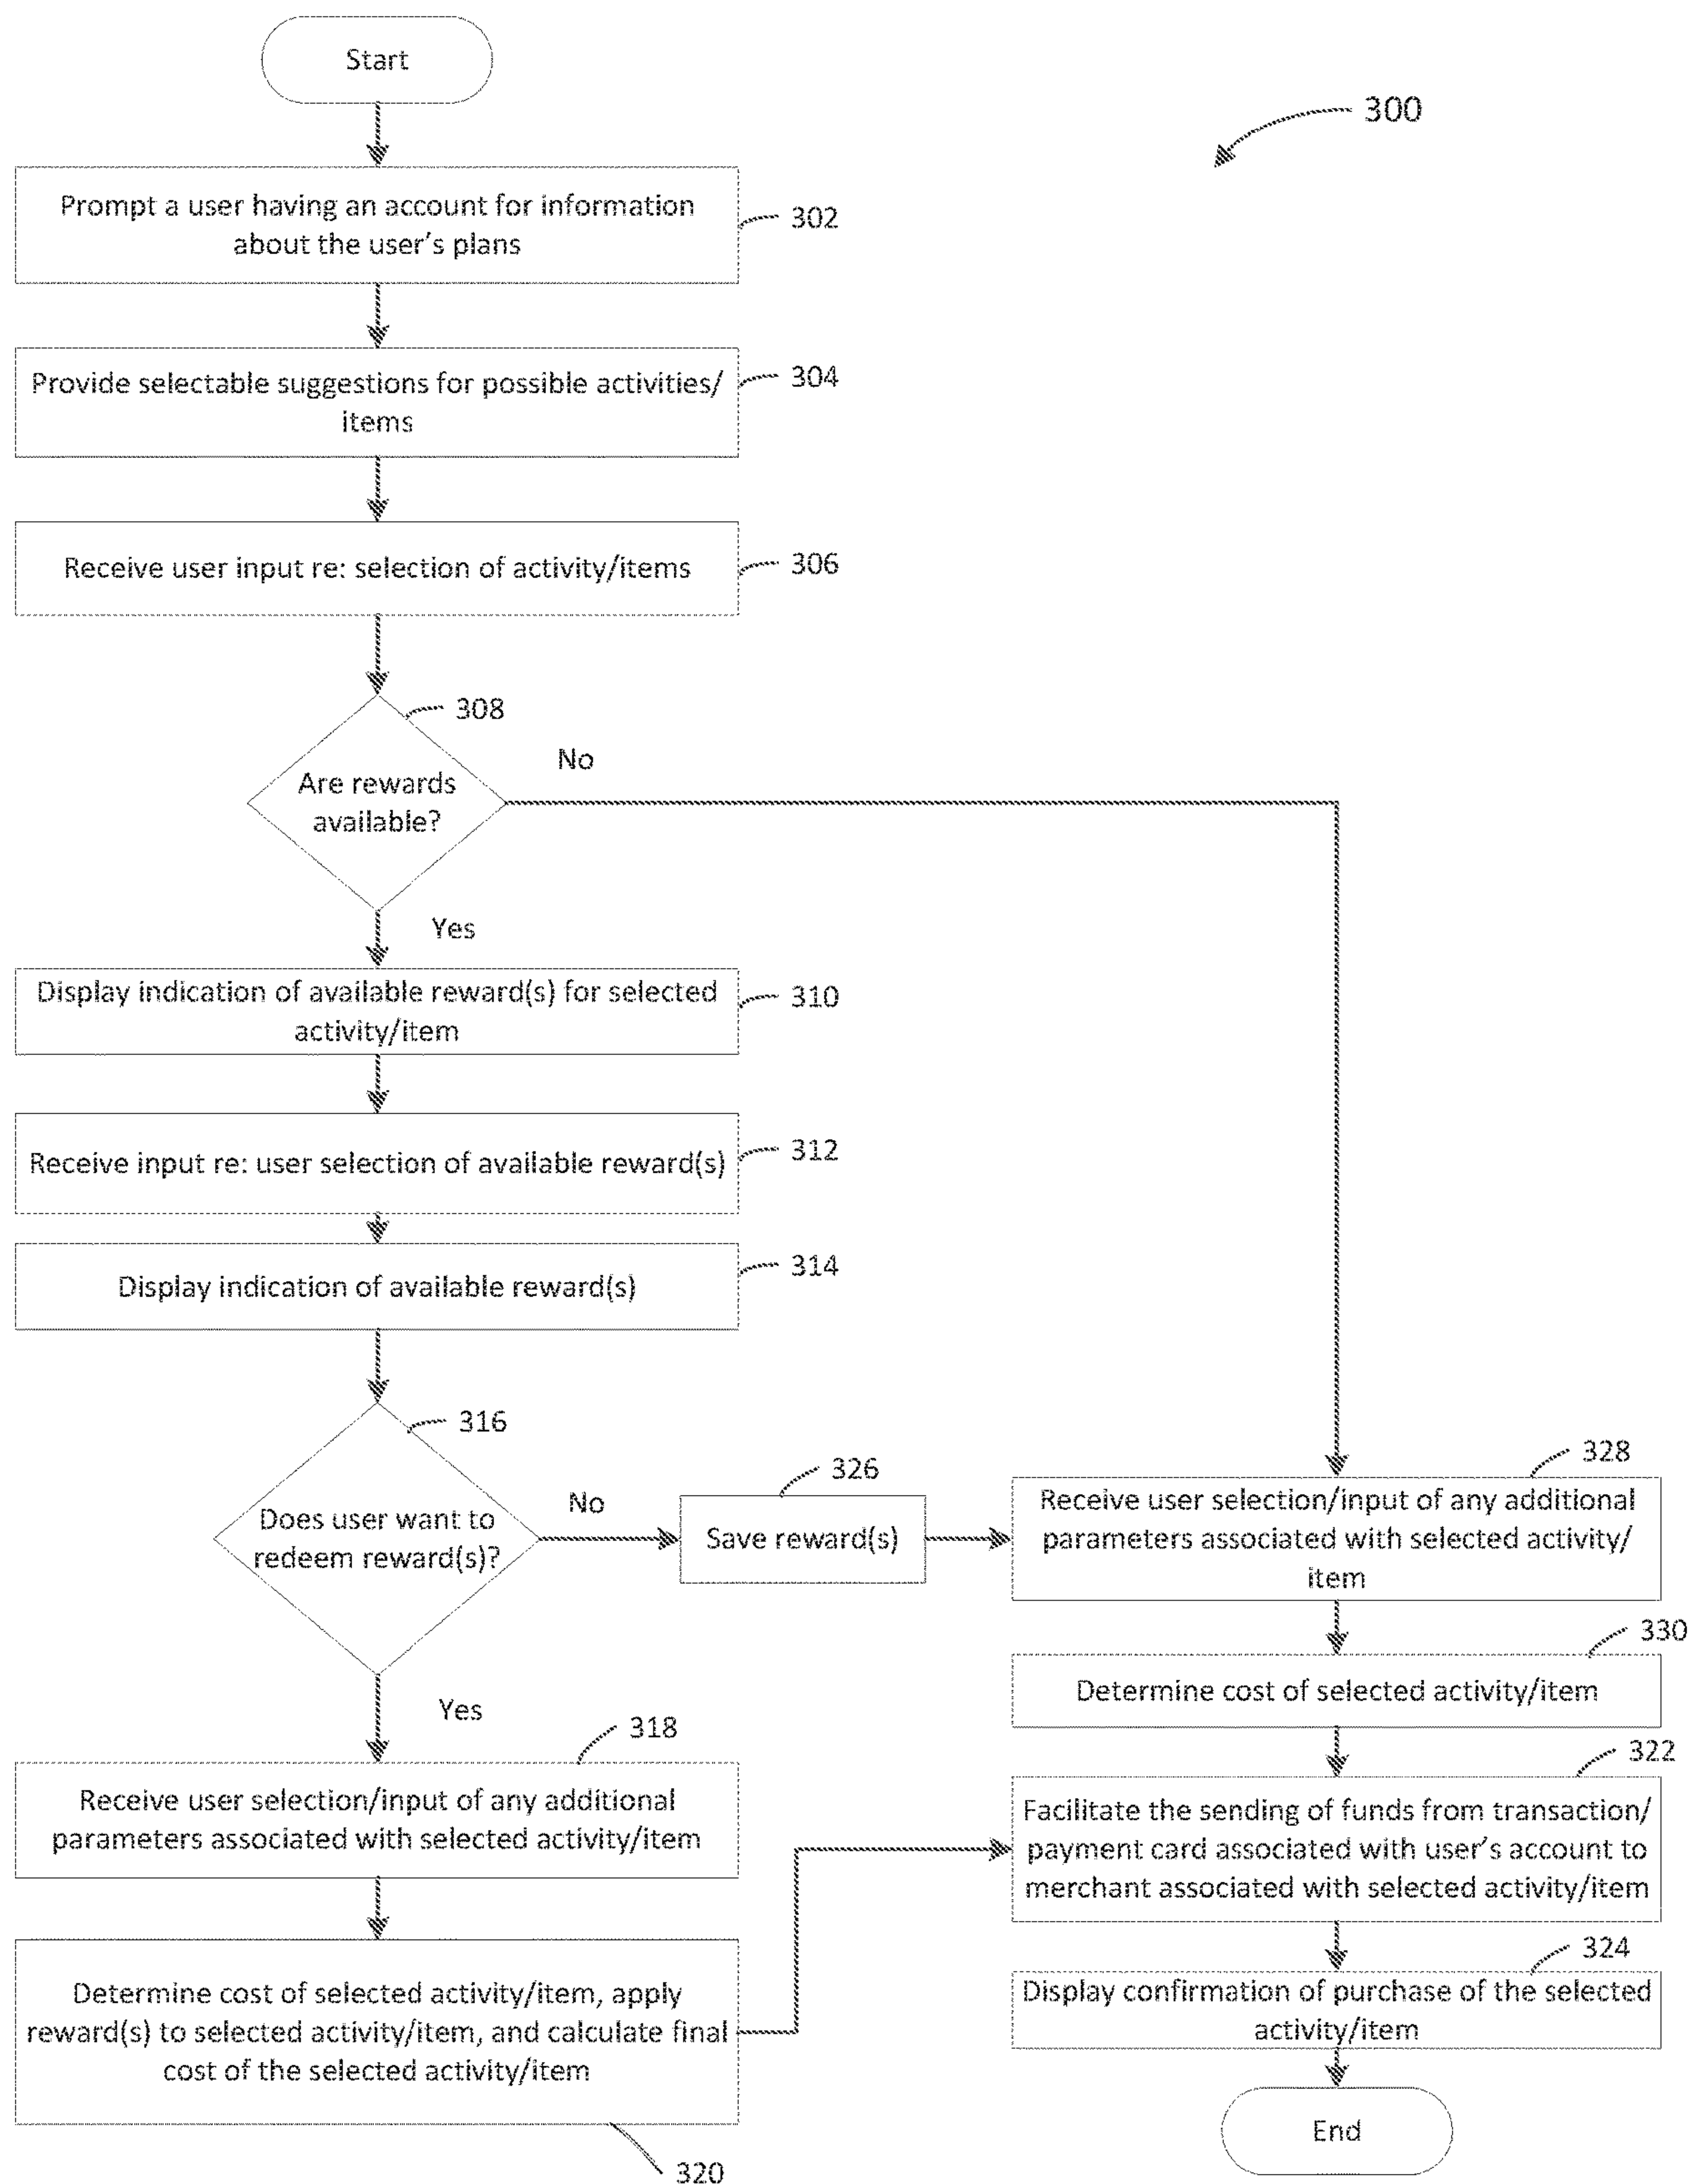 Start
300
Prompt a user having an account for information
about the user's plans
302
Provide selectable suggestions for possible activities/
items
304
Receive user input re: selection of activity/items
306
308
Are rewards
available?
No
Yes
Display indication of available reward(s) for selected
activity/item
310
Receive input re: user selection of available reward(s)
312
Display indication of available reward(s)
314
316
Does user want to
redeem reward(s)?
No
326
Save reward(s)
328
Receive user selection/input of any additional
parameters associated with selected activity/
item
330
Determine cost of selected activity/item
Yes
318
Receive user selection/input of any additional
parameters associated with selected activity/item
322
Facilitate the sending of funds from transaction/
payment card associated with user's account to
merchant associated with selected activity/item
Determine cost of selected activity/item, apply
reward(s) to selected activity/item, and calculate final
cost of the selected activity/item
320
324
Display confirmation of purchase of the selected
activity/item
End